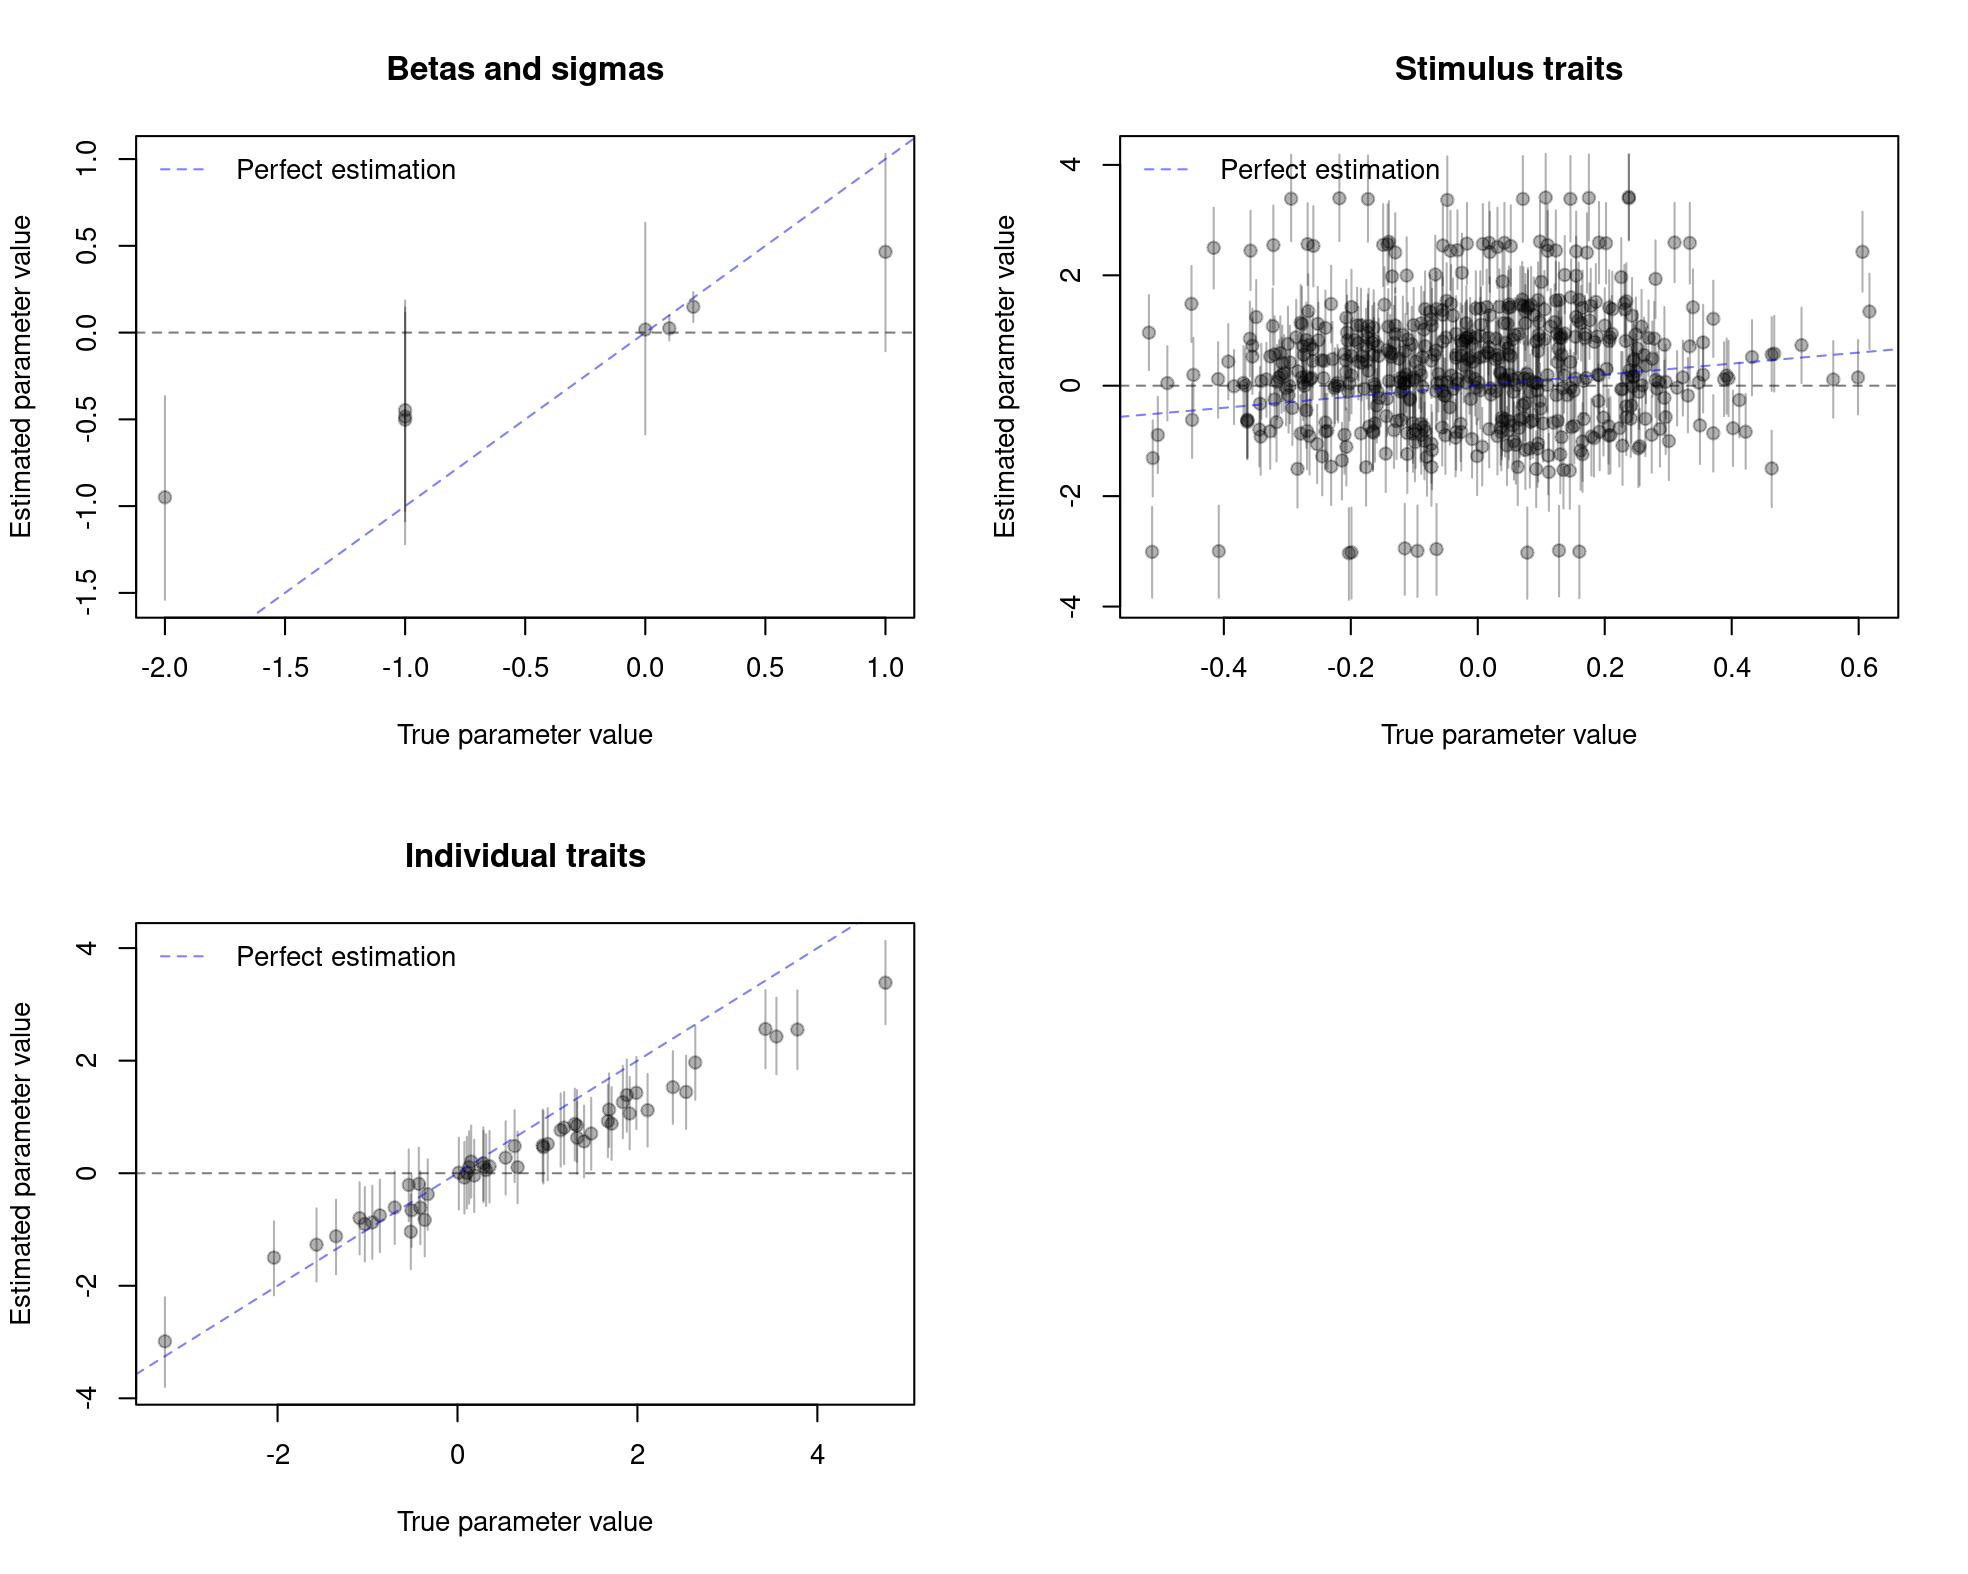 Betas and sigmas
Perfect estimation
Estimated parameter value
1.0
0.5
0.0
-0.5
-1.0
-1.5
-2.0 -1.5 -1.0 -0.5 0.0 0.5 1.0
True parameter value
Stimulus traits
Perfect estimation
Estimated parameter value
4
2
0
-2
-4
-0.4 -0.2 0.0 0.2 0.4 0.6
True parameter value
Individual traits
Perfect estimation
Estimated parameter value
4
2
0
-2
-4
-2 0 2 4
True parameter value